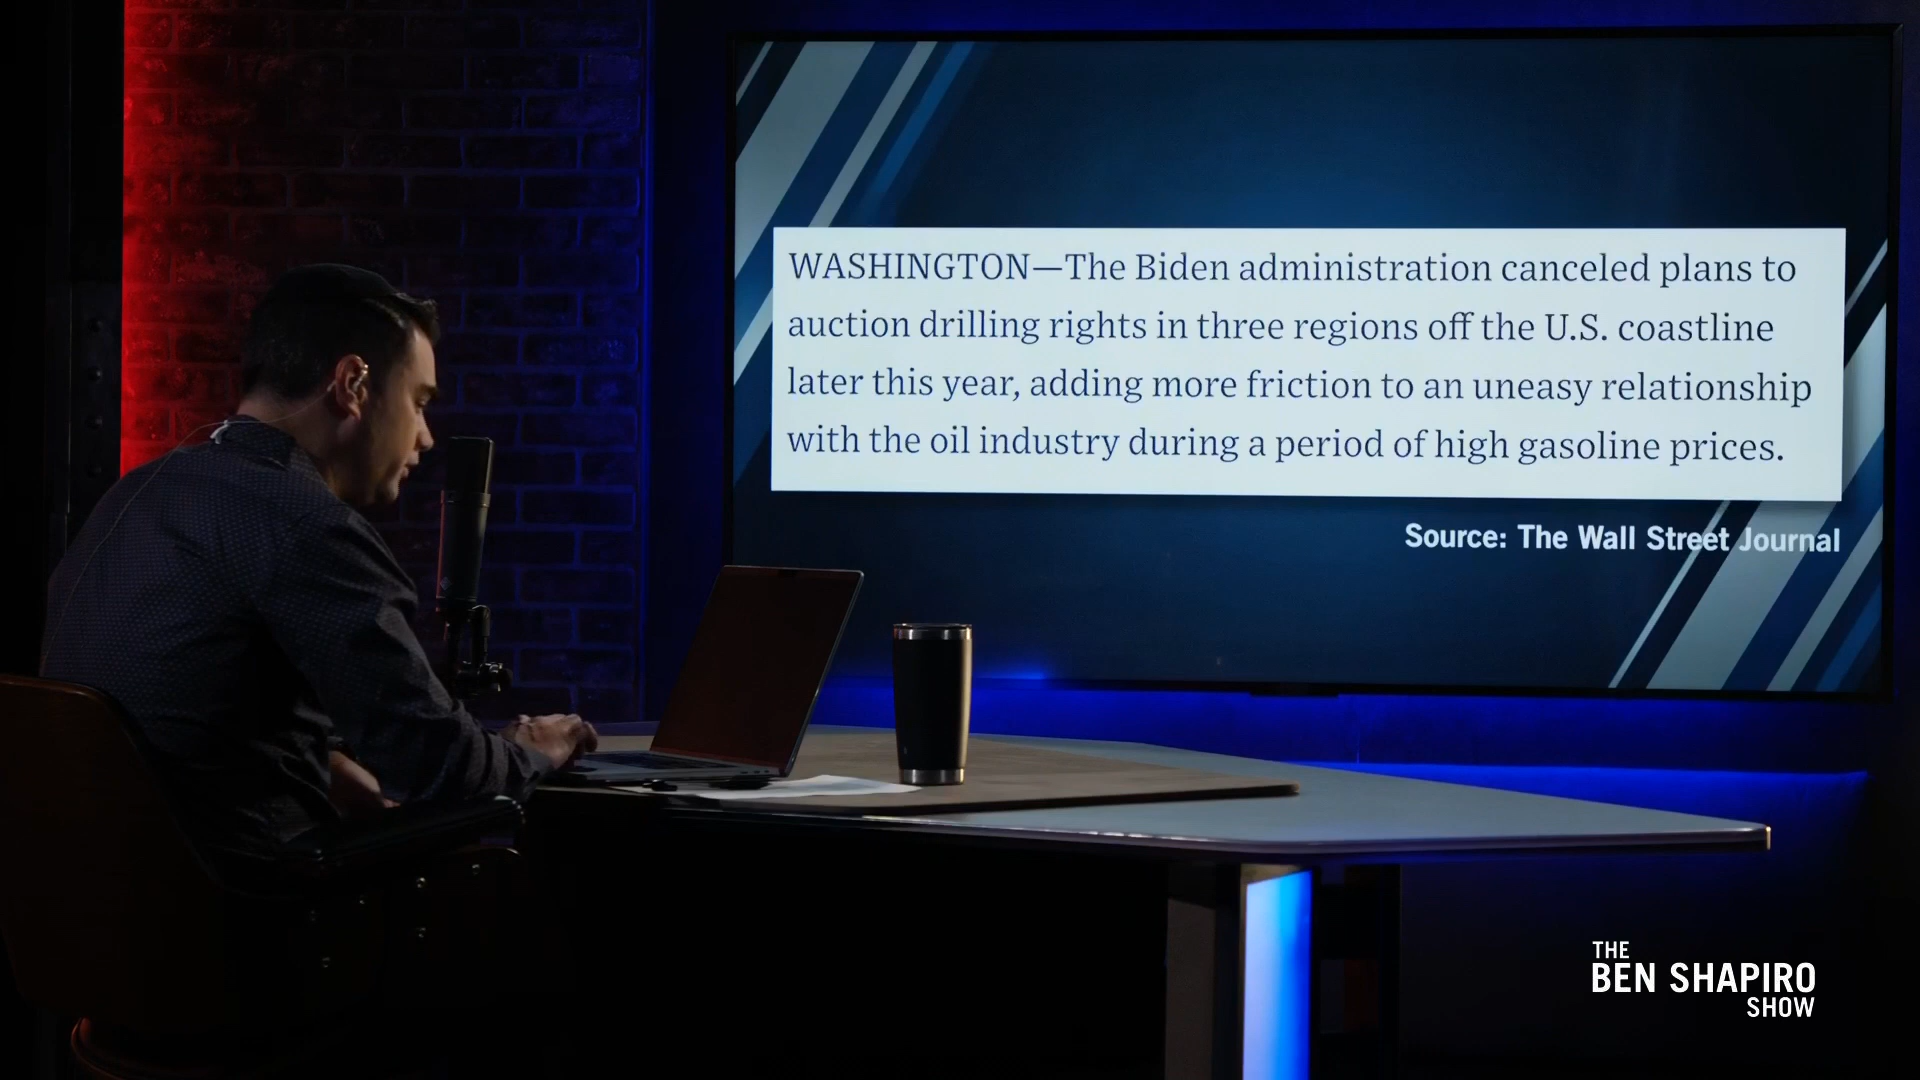 WASHINGTON—The Biden administration canceled plans to
auction drilling rights in three regions off the U.S. coastline
later this year, adding more friction to an uneasy relationship
with the oil industry during a period of high gasoline prices.
Source: The Wall Street Journal
THE
BEN SHAPIRO
SHOW